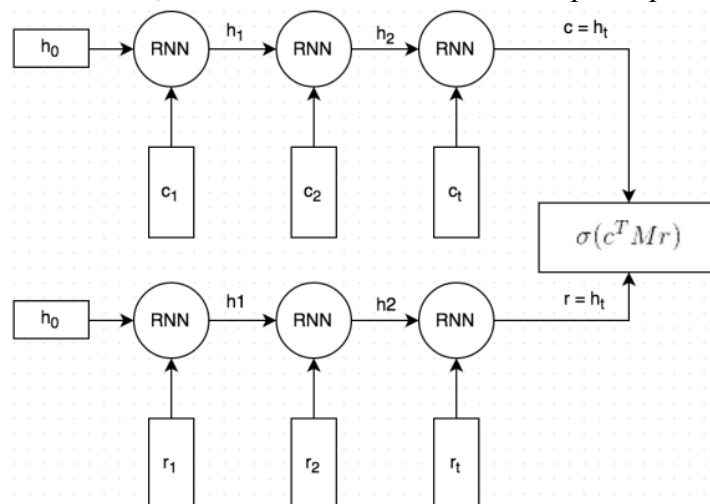 h₁ h₂ c = hₜ
h₀ RNN RNN RNN
c₁ c₂ cₜ
σ(cᵀMr)
h1 h2 r = hₜ
h₀ RNN RNN RNN
r₁ r₂ rₜ